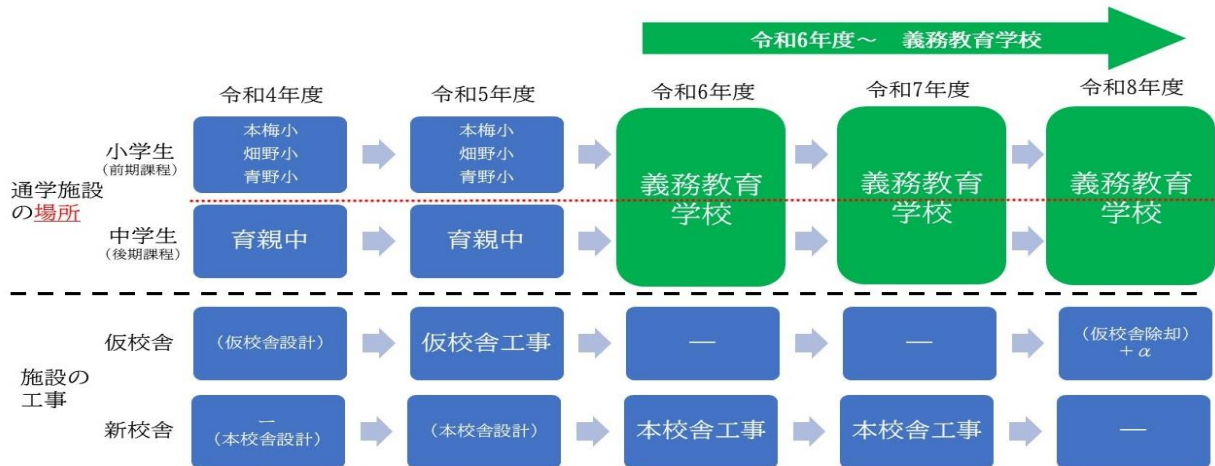 令和6年度～　義務教育学校
令和4年度
令和5年度
令和6年度
令和7年度
令和8年度
通学施設
の場所
小学生
(前期課程)
本梅小
畑野小
青野小
本梅小
畑野小
青野小
中学生
(後期課程)
育親中
育親中
義務教育
学校
義務教育
学校
義務教育
学校
施設の
工事
仮校舎
(仮校舎設計)
仮校舎工事
―
―
(仮校舎除却)
＋α
新校舎
―
(本校舎設計)
(本校舎設計)
本校舎工事
本校舎工事
―